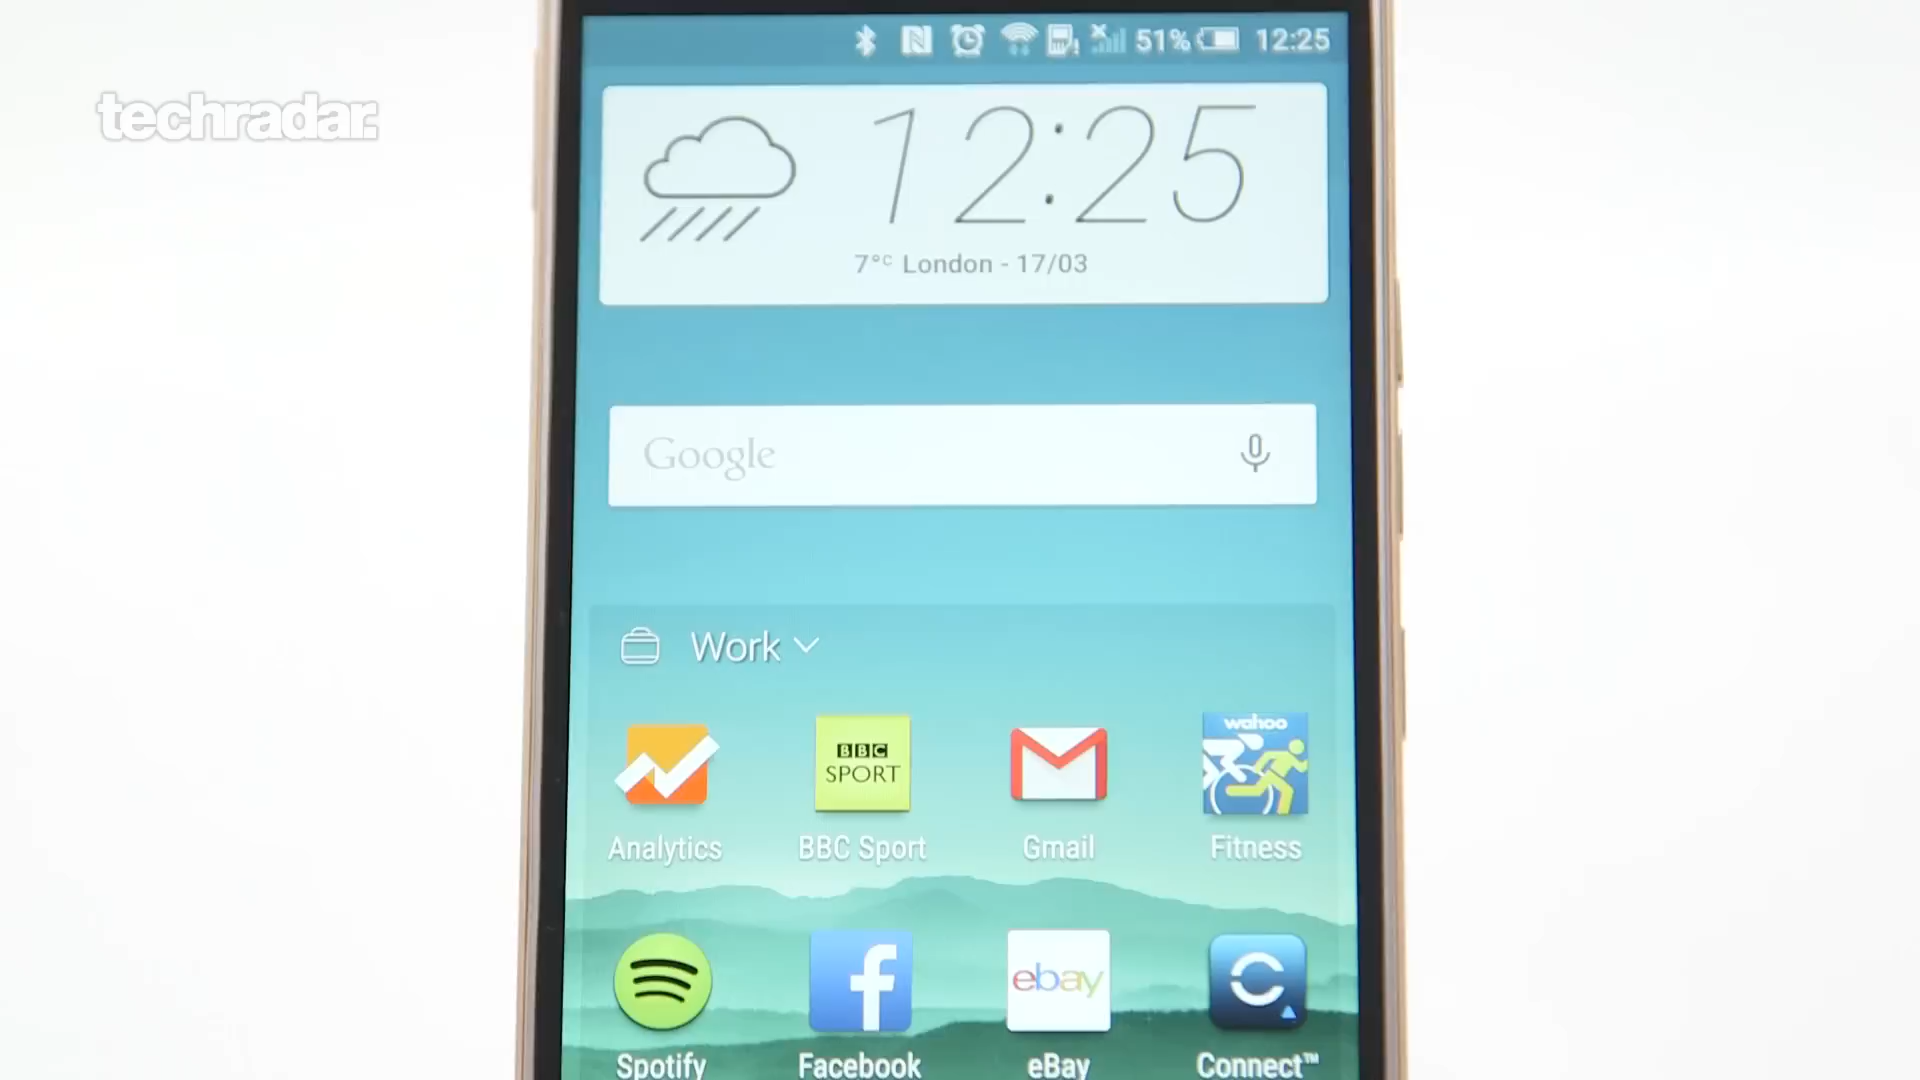 techradar.
51% 12:25
12:25
7°C London - 17/03
Google
Work
wahoo
BBC
SPORT
Analytics BBC Sport Gmail Fitness
ebay
Spotify Facebook eBay Connect™